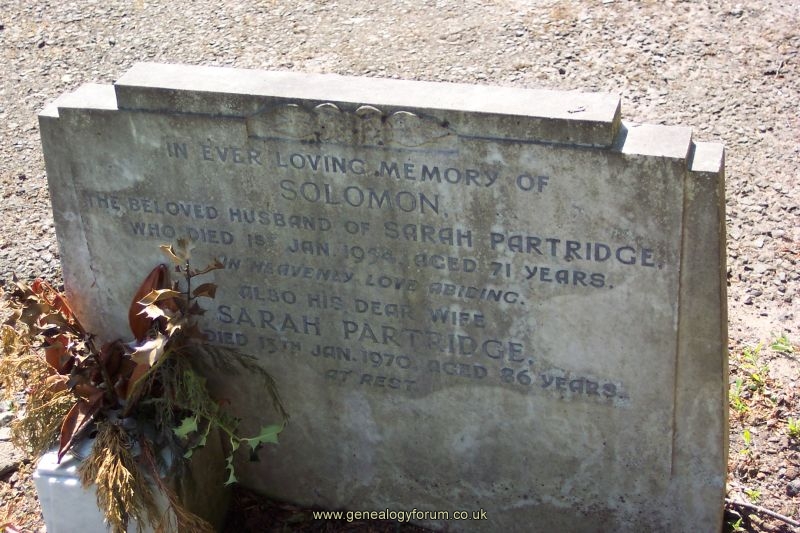 IN EVER LOVING MEMORY OF
SOLOMON,
THE BELOVED HUSBAND OF SARAH PARTRIDGE,
WHO DIED 1ST JAN. 1954, AGED 71 YEARS.
IN HEAVENLY LOVE ABIDING.
ALSO HIS DEAR WIFE
SARAH PARTRIDGE,
DIED 13TH JAN. 1970, AGED 86 YEARS.
AT REST
www.genealogyforum.co.uk